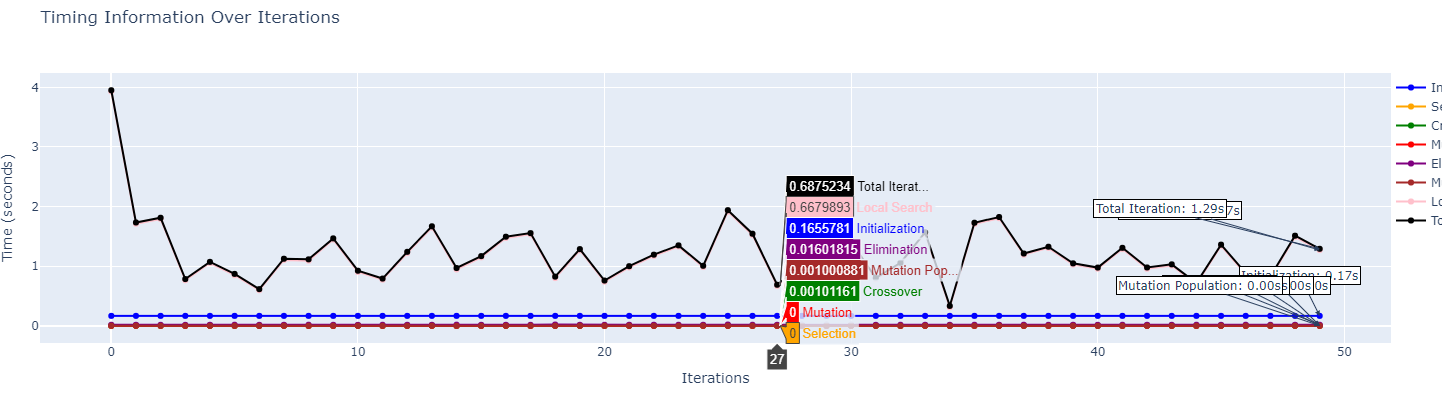 Timing Information Over Iterations
Time (seconds)
4
3
2
1
0
0
10
20
30
40
50
Iterations
0.6875234 Total Iterat...
0.6679893 Local Search
0.1655781 Initialization
0.01601815 Elimination
0.001000881 Mutation Pop...
0.00101161 Crossover
0 Mutation
0 Selection
27
Total Iteration: 1.29s
7s
Initialization: 0.17s
Mutation Population: 0.00s
s
00s
0s
In
Se
Cr
M
El
M
Lo
To